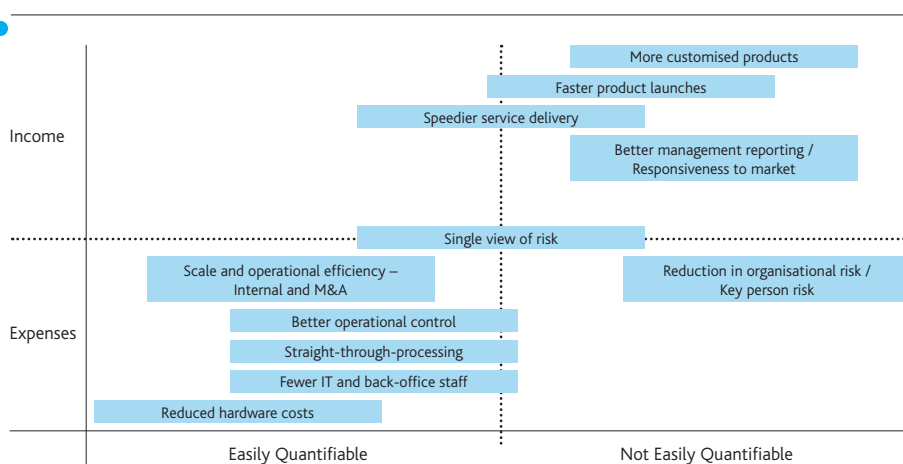 More customised products
Faster product launches
Speedier service delivery
Income
Better management reporting /
Responsiveness to market
Single view of risk
Scale and operational efficiency –
Internal and M&A
Reduction in organisational risk /
Key person risk
Better operational control
Expenses
Straight-through-processing
Fewer IT and back-office staff
Reduced hardware costs
Easily Quantifiable
Not Easily Quantifiable